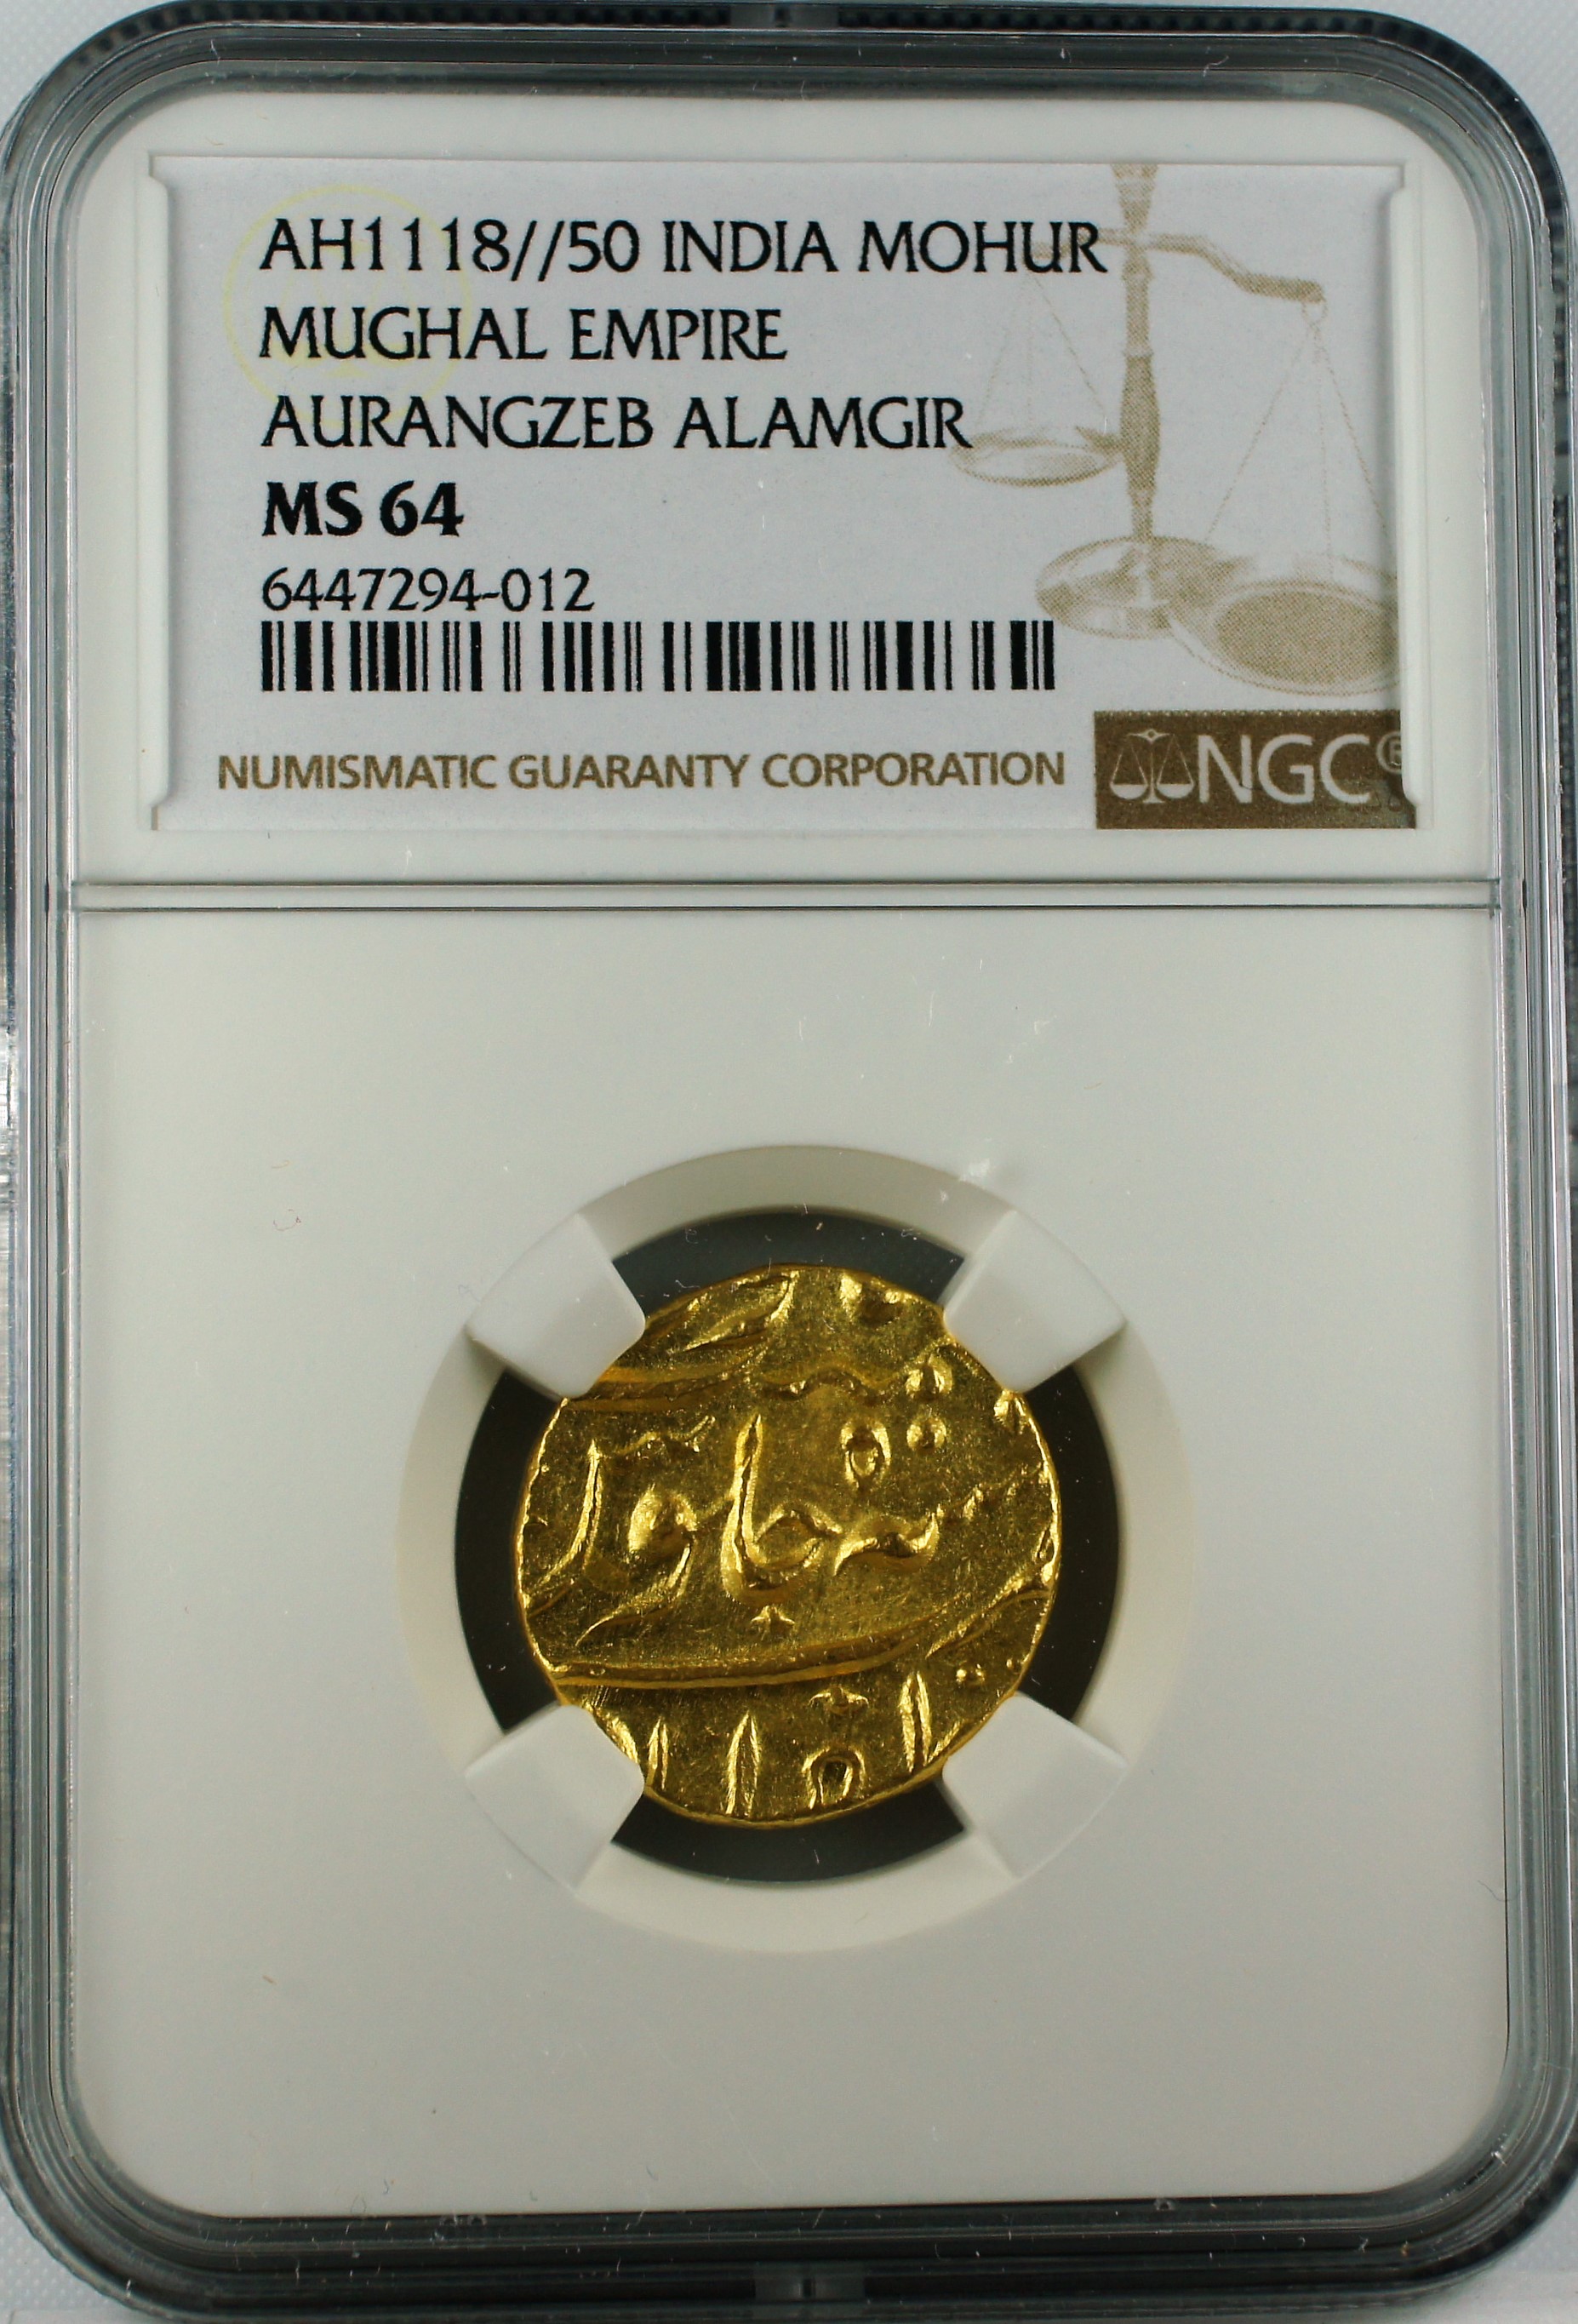 AH1118//50 INDIA MOHUR
MUGHAL EMPIRE
AURANGZEB ALAMGIR
MS 64
6447294-012
NUMISMATIC GUARANTY CORPORATION
NGC®